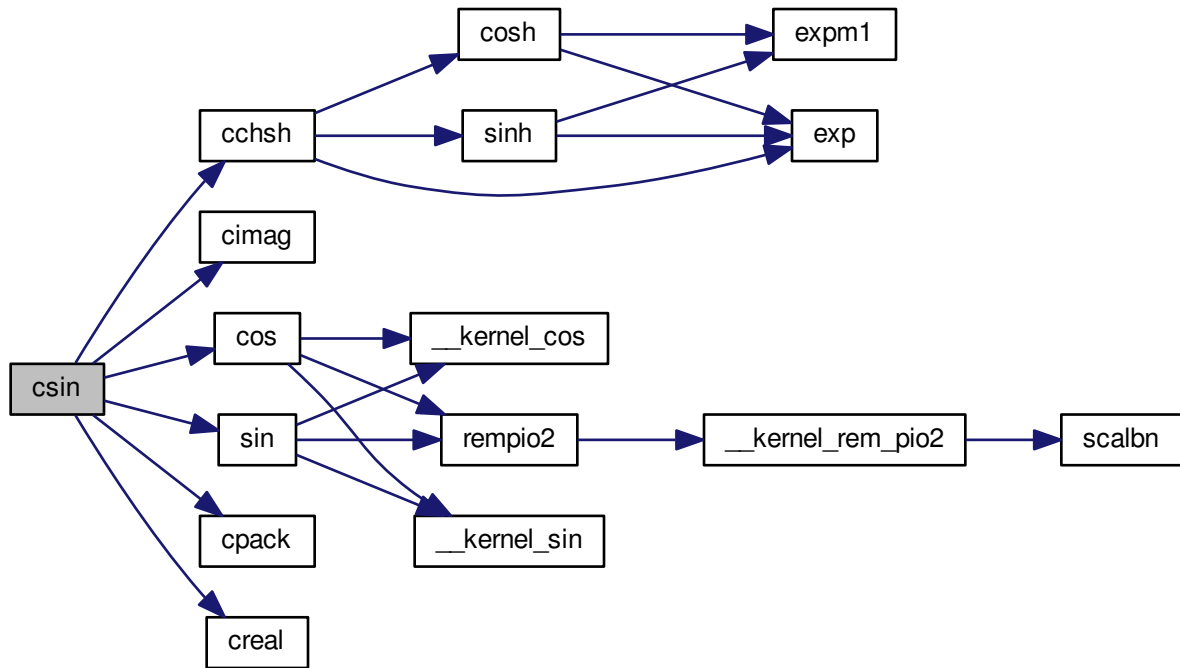 cosh
expm1
cchsh
sinh
exp
cimag
cos
__kernel_cos
csin
sin
rempio2
__kernel_rem_pio2
scalbn
cpack
__kernel_sin
creal